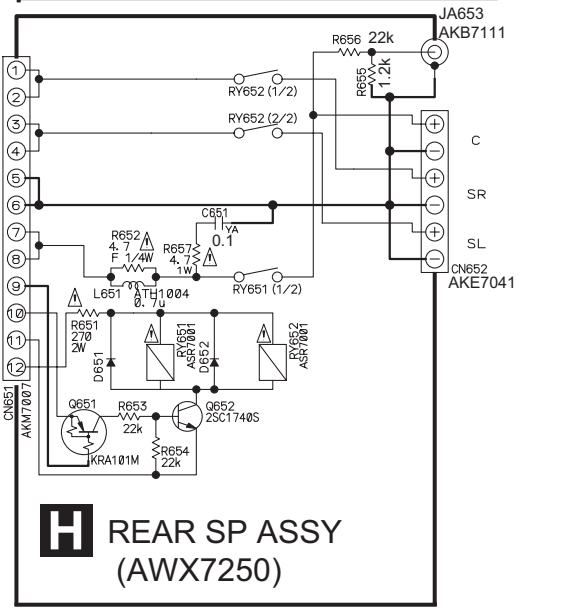 JA653
AKB7111
R656 22k
R655
1.2k
1
2
3
4
5
6
7
8
9
10
11
12
RY652 (1/2)
RY652 (2/2)
+
C
−
+
SR
−
+
SL
−
CN652
AKE7041
C651
YA
0.1
R652
4.7
F 1/4W
R657
4.7
1W
L651 ATH1004
0.7u
RY651 (1/2)
R651
270
2W
D651
RY651
ASR7001
D652
RY652
ASR7001
CN651
AKM7007
Q651
R653
22k
Q652
2SC1740S
R654
22k
KRA101M
H REAR SP ASSY
(AWX7250)